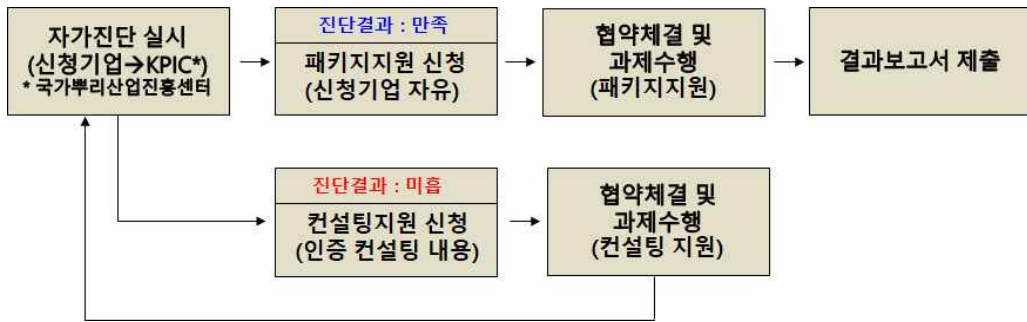 자가진단 실시
(신청기업→KPIC*)
* 국가뿌리산업진흥센터
진단결과 : 만족
패키지지원 신청
(신청기업 자유)
협약체결 및
과제수행
(패키지지원)
결과보고서 제출
진단결과 : 미흡
컨설팅지원 신청
(인증 컨설팅 내용)
협약체결 및
과제수행
(컨설팅 지원)